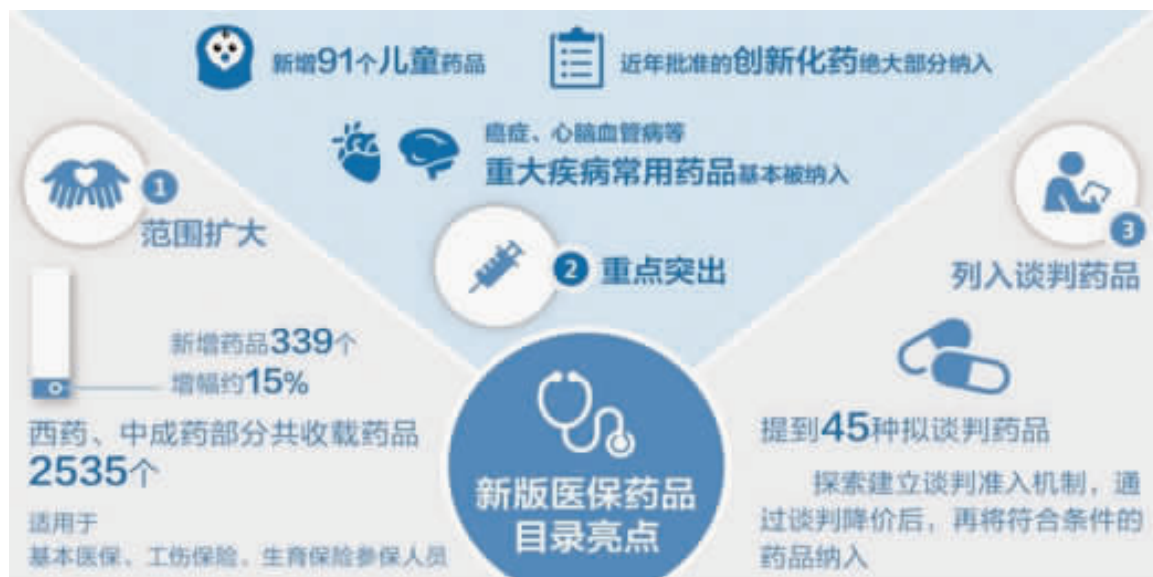 新增91个儿童药品
近年批准的创新化药绝大部分纳入
癌症、心脑血管病等
重大疾病常用药品基本被纳入
1
范围扩大
2 重点突出
3
列入谈判药品
新增药品339个
增幅约15%
西药、中成药部分共收载药品
2535个
适用于
基本医保、工伤保险、生育保险参保人员
新版医保药品
目录亮点
提到45种拟谈判药品
探索建立谈判准入机制，通
过谈判降价后，再将符合条件的
药品纳入